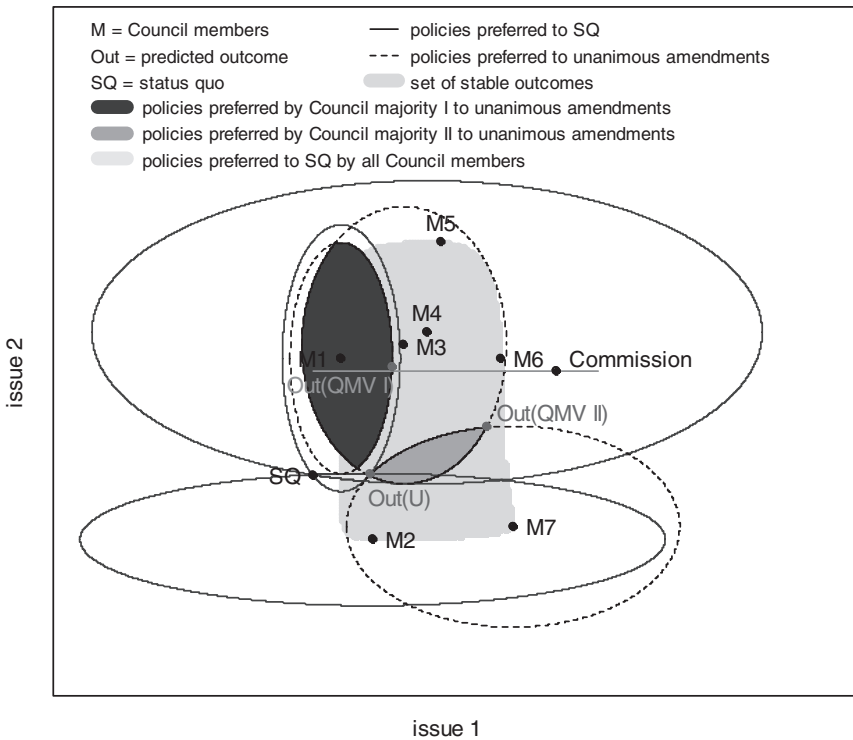 M = Council members
policies preferred to SQ
Out = predicted outcome
policies preferred to unanimous amendments
SQ = status quo
set of stable outcomes
policies preferred by Council majority I to unanimous amendments
policies preferred by Council majority II to unanimous amendments
policies preferred to SQ by all Council members
M5
M4
M3
M1
M6
Commission
Out(QMV I)
Out(QMV II)
SQ
Out(U)
M2
M7
issue 2
issue 1